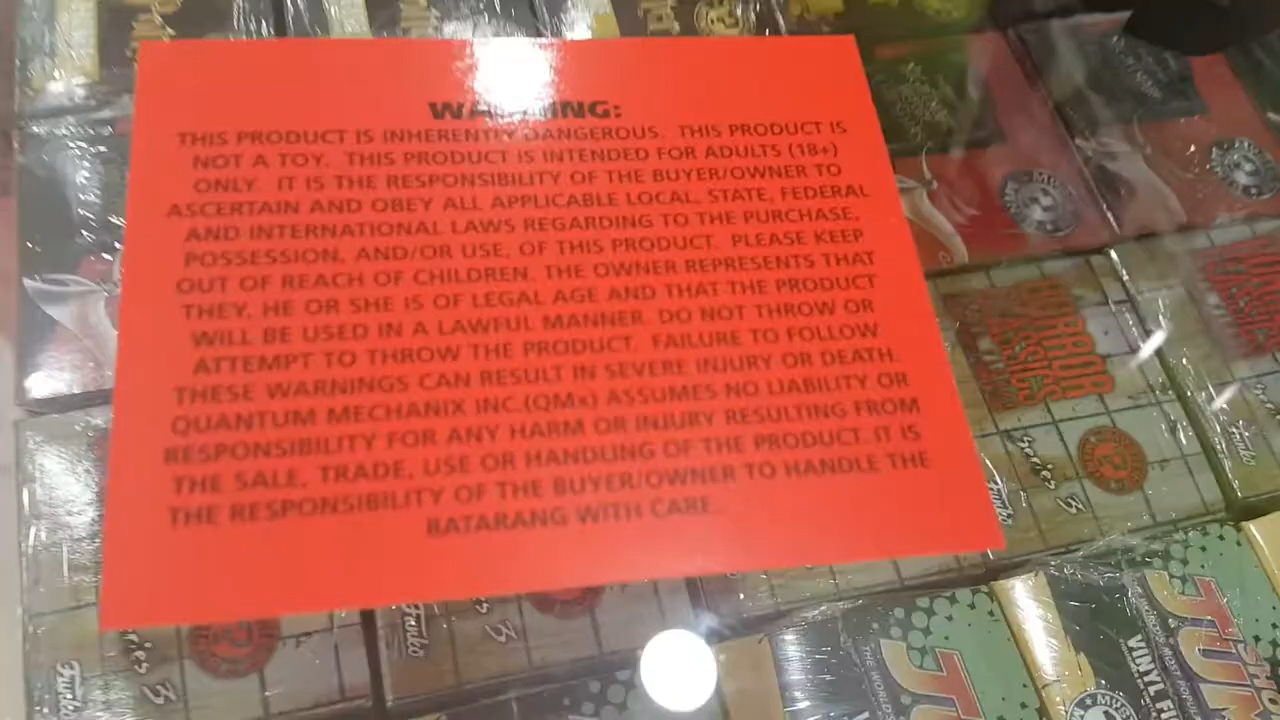 WARNING:
THIS PRODUCT IS INHERENTLY DANGEROUS. THIS PRODUCT IS
NOT A TOY. THIS PRODUCT IS INTENDED FOR ADULTS (18+)
ONLY. IT IS THE RESPONSIBILITY OF THE BUYER/OWNER TO
ASCERTAIN AND OBEY ALL APPLICABLE LOCAL, STATE, FEDERAL
AND INTERNATIONAL LAWS REGARDING TO THE PURCHASE,
POSSESSION, AND/OR USE, OF THIS PRODUCT. PLEASE KEEP
OUT OF REACH OF CHILDREN. THE OWNER REPRESENTS THAT
THEY, HE OR SHE IS OF LEGAL AGE AND THAT THE PRODUCT
WILL BE USED IN A LAWFUL MANNER. DO NOT THROW OR
ATTEMPT TO THROW THE PRODUCT. FAILURE TO FOLLOW
THESE WARNINGS CAN RESULT IN SEVERE INJURY OR DEATH.
QUANTUM MECHANIX INC.(QMx) ASSUMES NO LIABILITY OR
RESPONSIBILITY FOR ANY HARM OR INJURY RESULTING FROM
THE SALE, TRADE, USE OR HANDLING OF THE PRODUCT. IT IS
THE RESPONSIBILITY OF THE BUYER/OWNER TO HANDLE THE
BATARANG WITH CARE.
HORROR
CLASSICS
Series 3
Funko
Funko
Series 3
Funko
Funko
SHO
JUM
VINYL FI
MYS